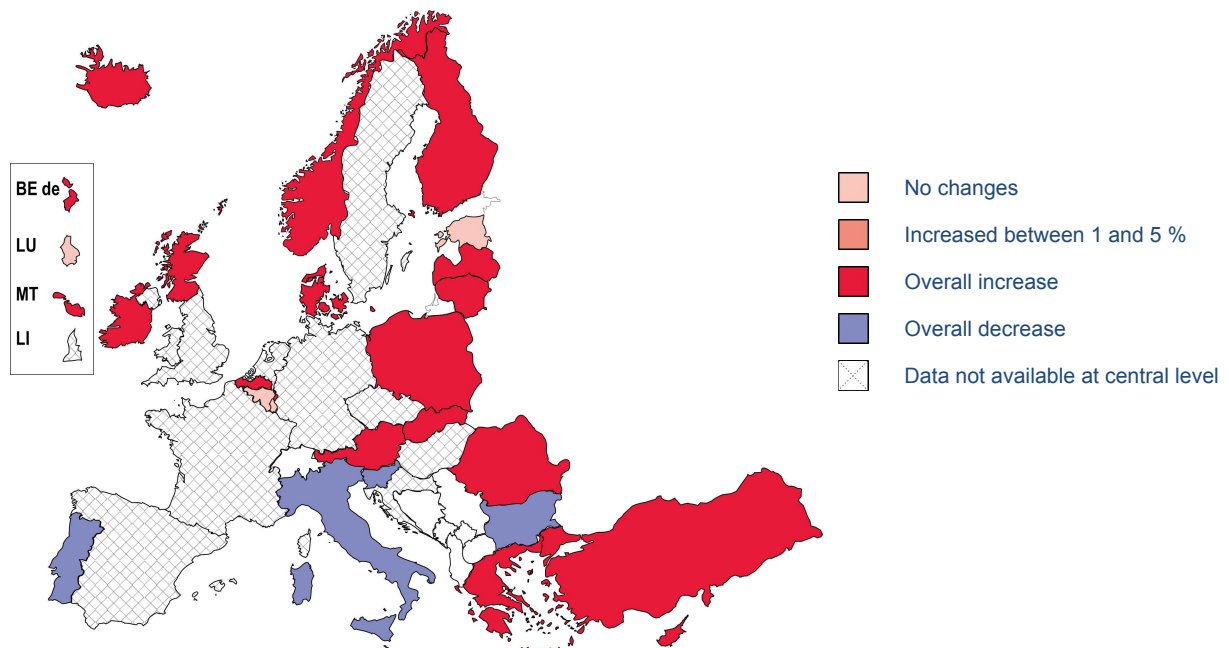 BE de
LU
MT
LI
No changes
Increased between 1 and 5 %
Overall increase
Overall decrease
Data not available at central level